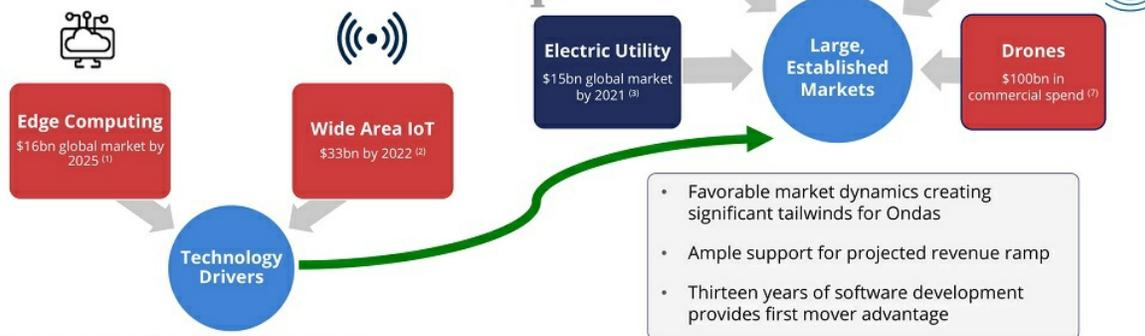 Electric Utility
$15bn global market
by 2021 (3)
Large,
Established
Markets
Drones
$100bn in
commercial spend (7)
Edge Computing
$16bn global market by
2025 (1)
Wide Area IoT
$33bn by 2022 (2)
Technology
Drivers
• Favorable market dynamics creating
significant tailwinds for Ondas
• Ample support for projected revenue ramp
• Thirteen years of software development
provides first mover advantage